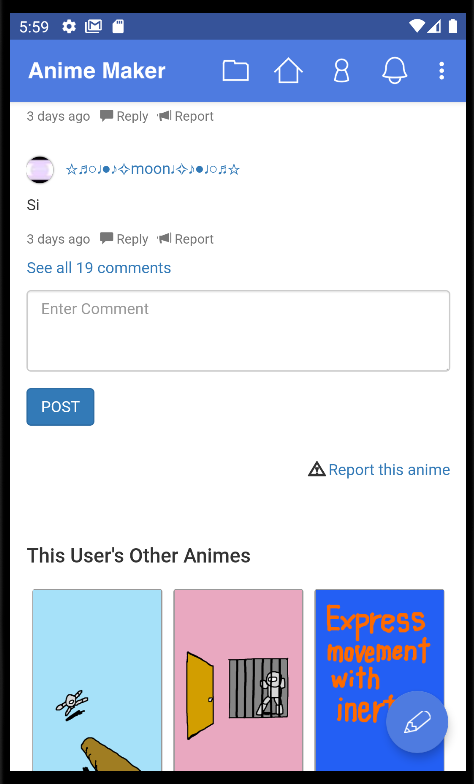 5:59
Anime Maker
3 days ago Reply Report
☆♬○♩●♪✧moon♩✧♪●♩○♬☆
Si
3 days ago Reply Report
See all 19 comments
Enter Comment
POST
Report this anime
This User's Other Animes
Express
movement
with